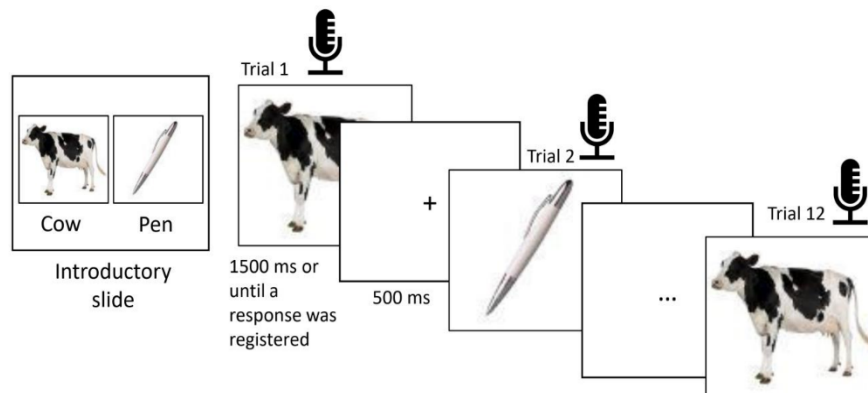 Cow
Pen
Introductory
slide
Trial 1
1500 ms or
until a
response was
registered
+
500 ms
Trial 2
...
Trial 12